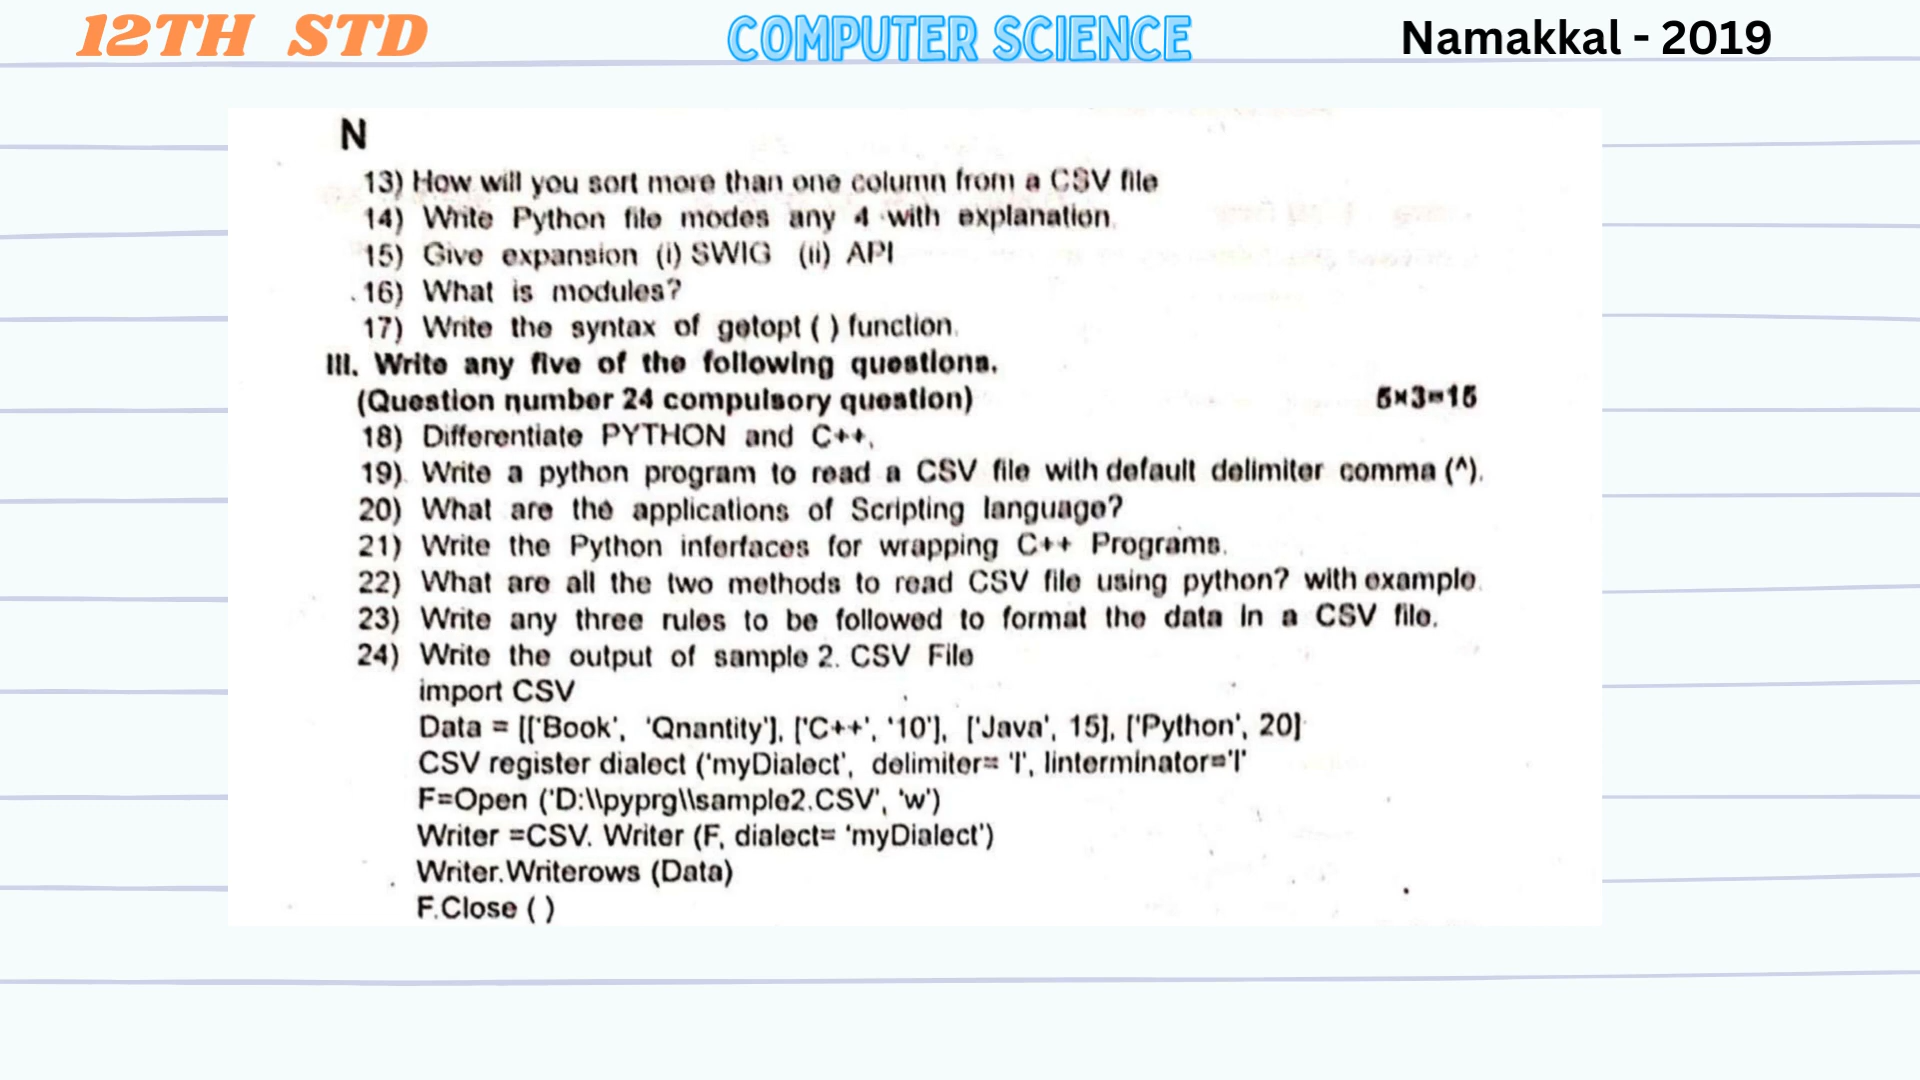 12TH STD
COMPUTER SCIENCE
Namakkal - 2019
N
13) How will you sort more than one column from a CSV file
14) Write Python file modes any 4 with explanation.
15) Give expansion (i) SWIG (ii) API
16) What is modules?
17) Write the syntax of getopt ( ) function.
III. Write any five of the following questions.
(Question number 24 compulsory question) 5×3=15
18) Differentiate PYTHON and C++,
19) Write a python program to read a CSV file with default delimiter comma (^).
20) What are the applications of Scripting language?
21) Write the Python inferfaces for wrapping C++ Programs.
22) What are all the two methods to read CSV file using python? with example.
23) Write any three rules to be followed to format the data in a CSV file.
24) Write the output of sample 2. CSV File
import CSV
Data = [['Book', 'Qnantity'], ['C++', '10'], ['Java', 15], ['Python', 20]
CSV register dialect ('myDialect', delimiter= 'l', linterminator='l'
F=Open ('D:\\pyprg\\sample2.CSV', 'w')
Writer =CSV. Writer (F, dialect= 'myDialect')
Writer.Writerows (Data)
F.Close ( )